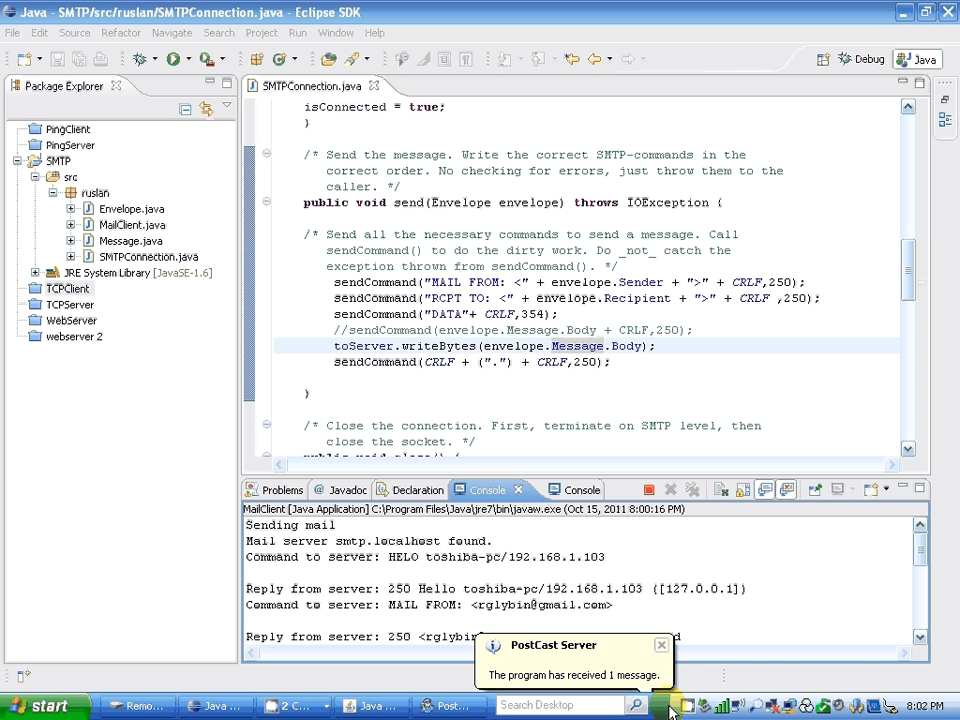 Java - SMTP/src/ruslan/SMTPConnection.java - Eclipse SDK
File Edit Source Refactor Navigate Search Project Run Window Help
Debug Java
Package Explorer
SMTPConnection.java
PingClient
PingServer
SMTP
src
ruslan
Envelope.java
MailClient.java
Message.java
SMTPConnection.java
JRE System Library [JavaSE-1.6]
TCPClient
TCPServer
WebServer
webserver 2
isConnected = true;
}
/* Send the message. Write the correct SMTP-commands in the
correct order. No checking for errors, just throw them to the
caller. */
public void send(Envelope envelope) throws IOException {
/* Send all the necessary commands to send a message. Call
sendCommand() to do the dirty work. Do _not_ catch the
exception thrown from sendCommand(). */
sendCommand("MAIL FROM: <" + envelope.Sender + ">" + CRLF,250);
sendCommand("RCPT TO: <" + envelope.Recipient + ">" + CRLF ,250);
sendCommand("DATA"+ CRLF,354);
//sendCommand(envelope.Message.Body + CRLF,250);
toServer.writeBytes(envelope.Message.Body);
sendCommand(CRLF + (".") + CRLF,250);
}
/* Close the connection. First, terminate on SMTP level, then
close the socket. */
public void close() {
Problems Javadoc Declaration Console Console
MailClient [Java Application] C:\Program Files\Java\jre7\bin\javaw.exe (Oct 15, 2011 8:00:16 PM)
Sending mail
Mail server smtp.localhost found.
Command to server: HELO toshiba-pc/192.168.1.103
Reply from server: 250 Hello toshiba-pc/192.168.1.103 ([127.0.0.1])
Command to server: MAIL FROM: <rglybin@gmail.com>
Reply from server: 250 <rglybin
PostCast Server
The program has received 1 message.
start Remo... Java ... 2 C... Java ... Post... Search Desktop 8:02 PM